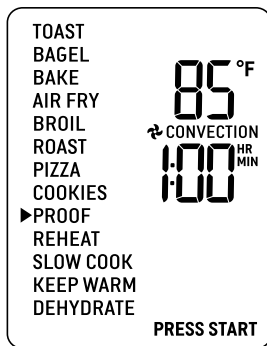 TOAST
BAGEL
BAKE
AIR FRY
BROIL
ROAST
PIZZA
COOKIES
▶PROOF
REHEAT
SLOW COOK
KEEP WARM
DEHYDRATE
85°F
CONVECTION
1:00 HR
MIN
PRESS START